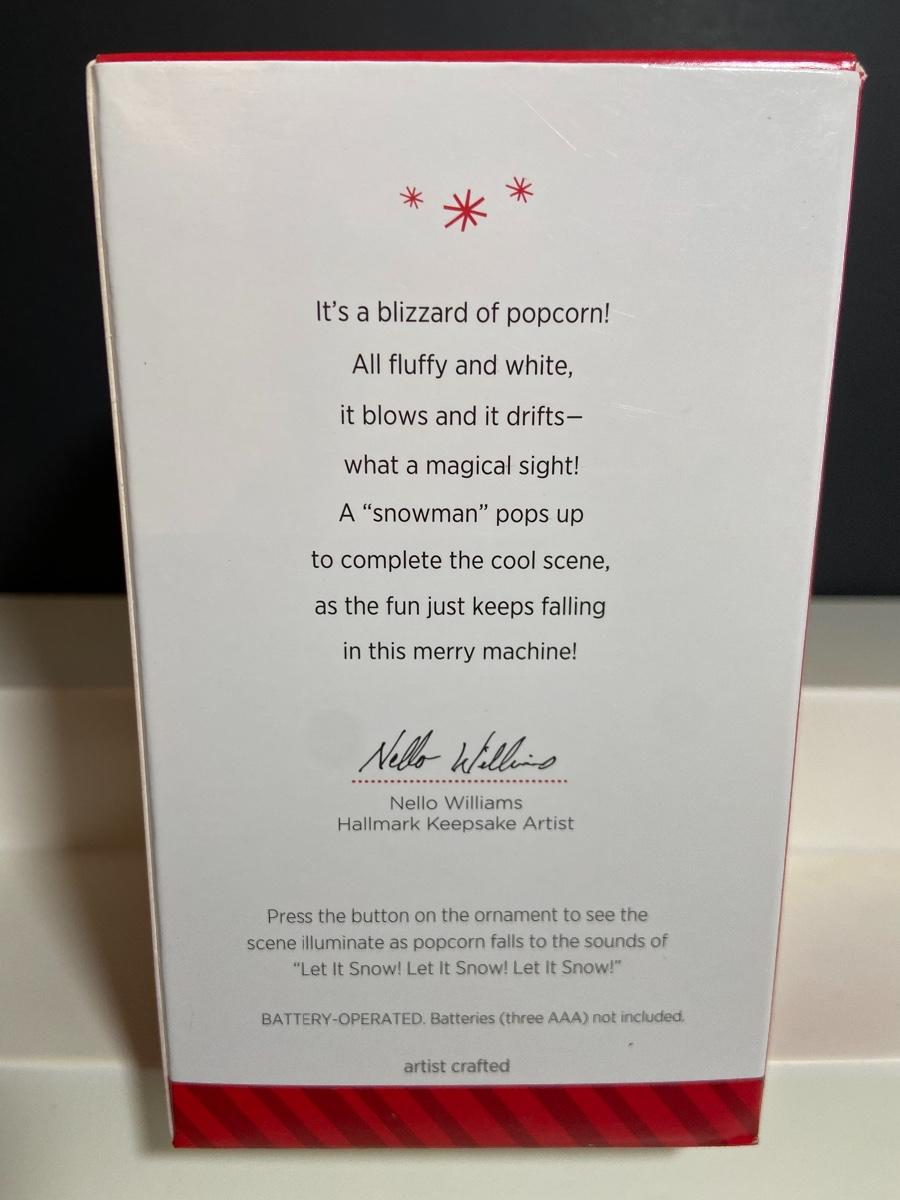 It’s a blizzard of popcorn!
All fluffy and white,
it blows and it drifts—
what a magical sight!
A “snowman” pops up
to complete the cool scene,
as the fun just keeps falling
in this merry machine!
Nello Williams
Nello Williams
Hallmark Keepsake Artist
Press the button on the ornament to see the
scene illuminate as popcorn falls to the sounds of
“Let It Snow! Let It Snow! Let It Snow!”
BATTERY-OPERATED. Batteries (three AAA) not included.
artist crafted